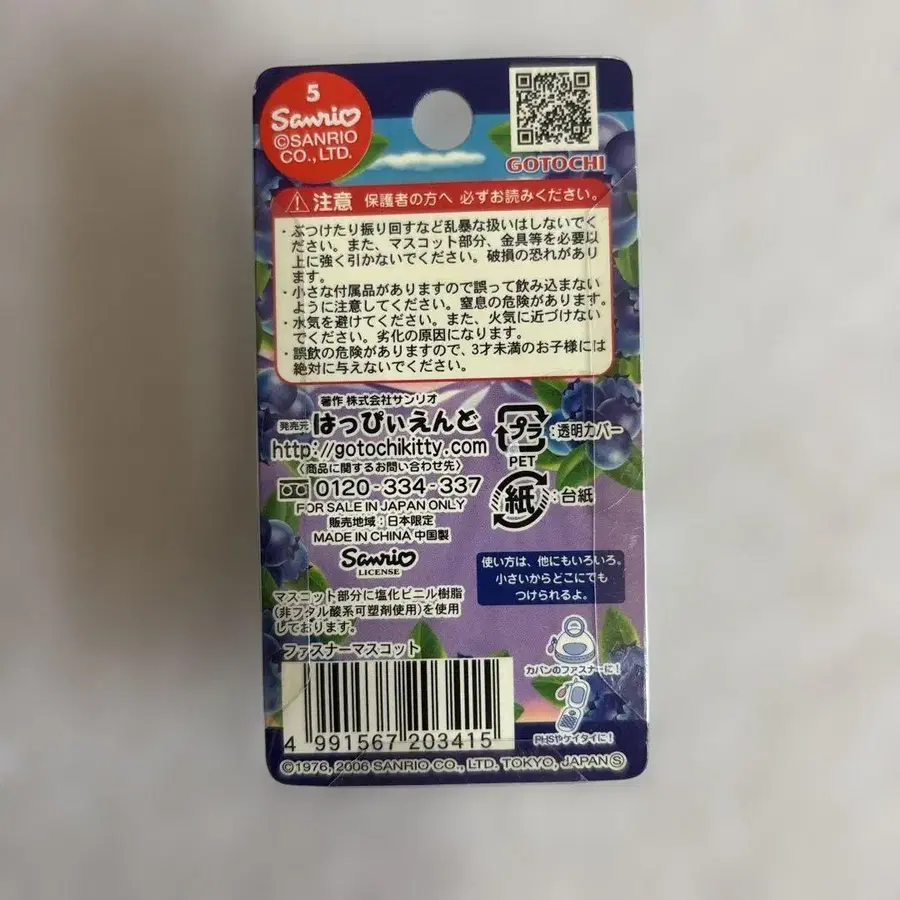 5
Sanrio
©SANRIO
CO., LTD.
GOTOCHI
注意 保護者の方へ 必ずお読みください。
・ぶつけたり振り回すなど乱暴な扱いはしないでく
ださい。また、マスコット部分、金具等を必要以
上に強く引かないでください。破損の恐れがあり
ます。
・小さな付属品がありますので誤って飲み込まない
ように注意してください。窒息の危険があります。
・水気を避けてください。また、火気に近づけない
でください。劣化の原因になります。
・誤飲の危険がありますので、3才未満のお子様には
絶対に与えないでください。
著作 株式会社サンリオ
発売元 はっぴぃえんど
http://gotochikitty.com
〈商品に関するお問い合わせ先〉
0120-334-337
FOR SALE IN JAPAN ONLY
販売地域:日本限定
MADE IN CHINA 中国製
Sanrio
LICENSE
プラ :透明カバー
PET
紙 :台紙
使い方は、他にもいろいろ。
小さいからどこにでも
つけられるよ。
マスコット部分に塩化ビニル樹脂
(非フタル酸系可塑剤使用)を使用
しております。
ファスナーマスコット
カバンのファスナーに!
PHSやケイタイに!
4 991567 203415
©1976, 2006 SANRIO CO., LTD. TOKYO, JAPAN Ⓢ